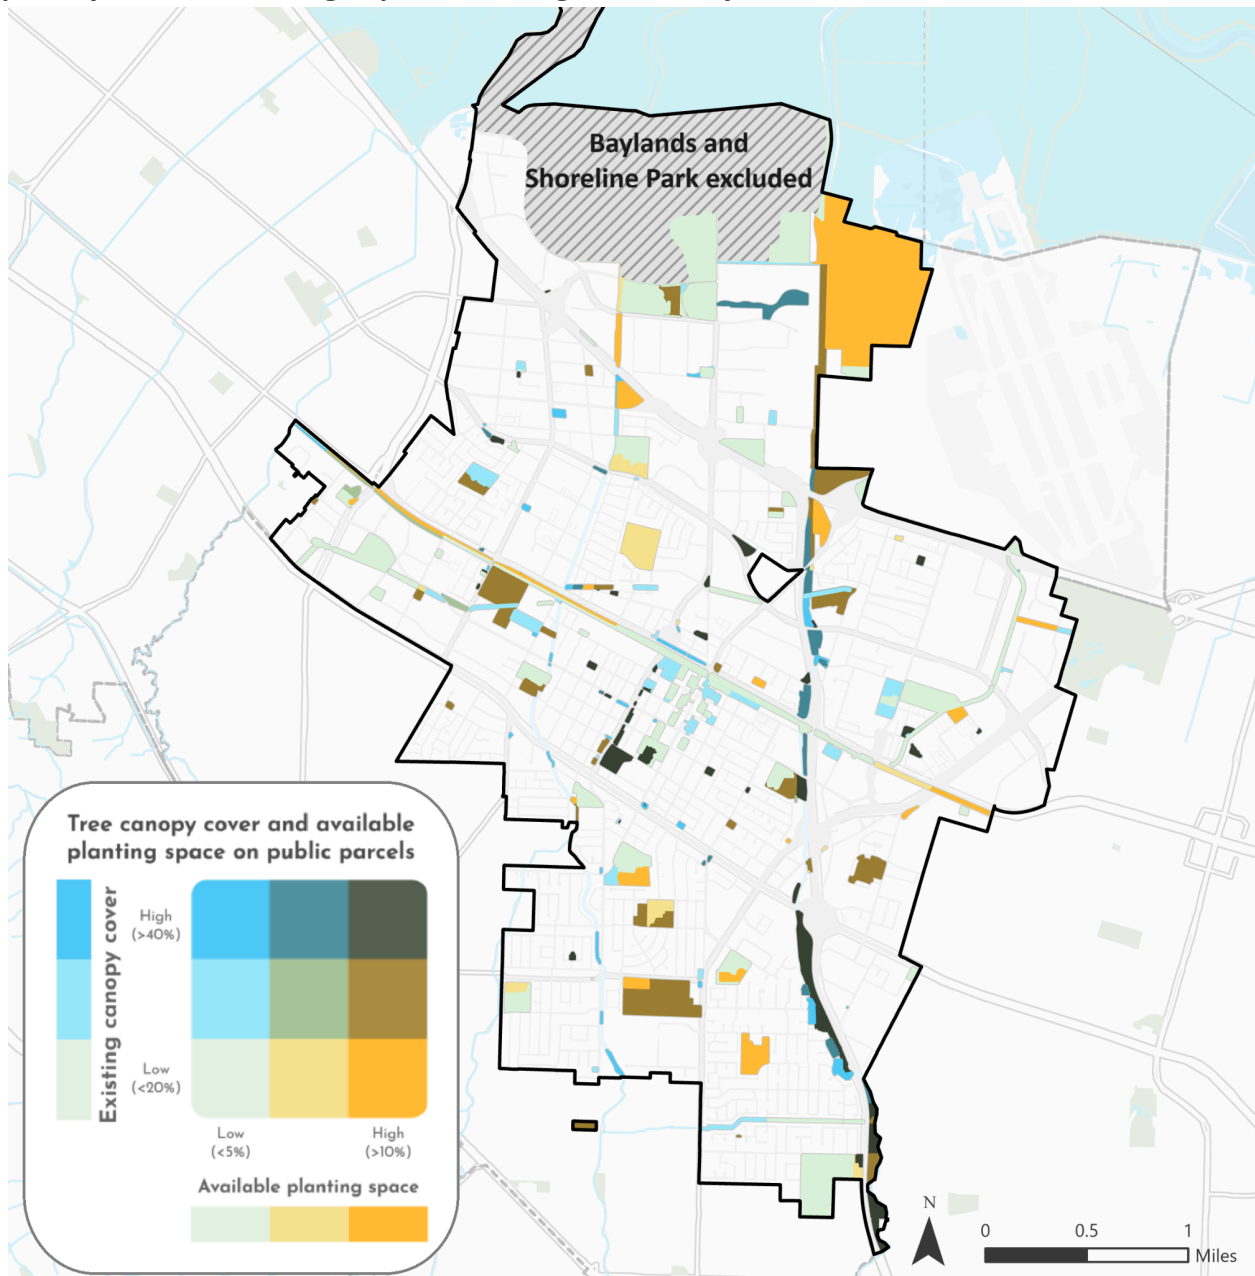 Baylands and
Shoreline Park excluded
Tree canopy cover and available
planting space on public parcels
Existing canopy cover
High
(>40%)
Low
(<20%)
Low
(<5%)
High
(>10%)
Available planting space
N
0 0.5 1
Miles